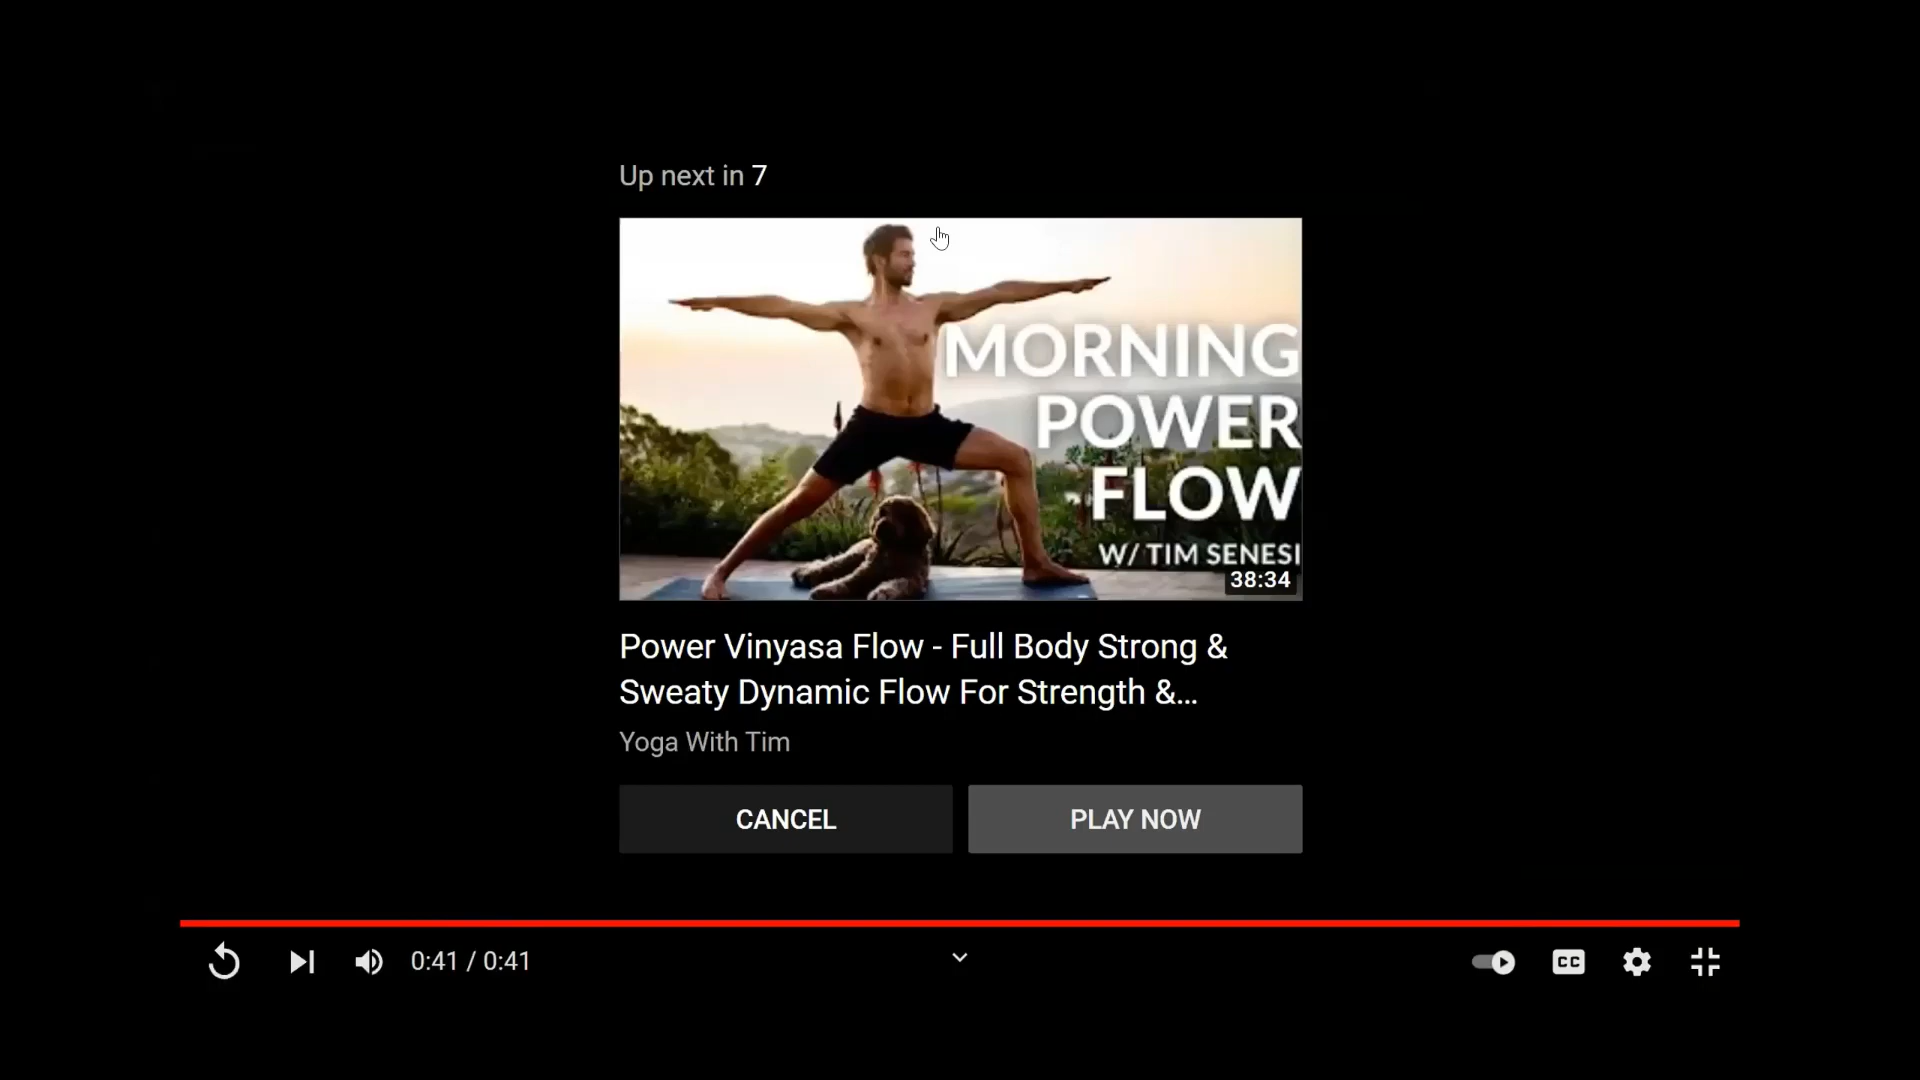 Up next in 7
MORNING
POWER
FLOW
W/ TIM SENESI
38:34
Power Vinyasa Flow - Full Body Strong &
Sweaty Dynamic Flow For Strength &...
Yoga With Tim
CANCEL
PLAY NOW
0:41 / 0:41
CC